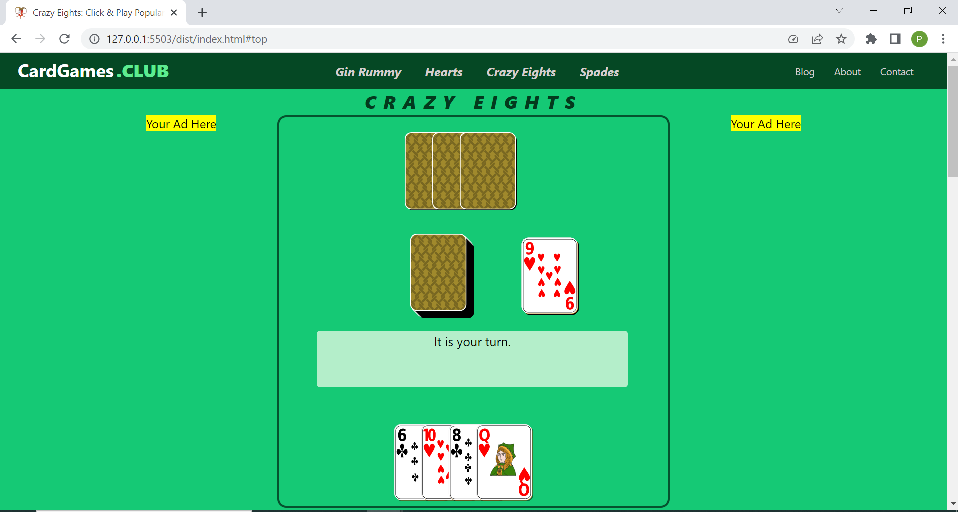 Crazy Eights: Click & Play Popula
127.0.0.1:5503/dist/index.html#top
P
CardGames.CLUB
Gin Rummy Hearts Crazy Eights Spades
Blog About Contact
CRAZY EIGHTS
Your Ad Here
Your Ad Here
9
6
It is your turn.
6 10 8 Q
Q